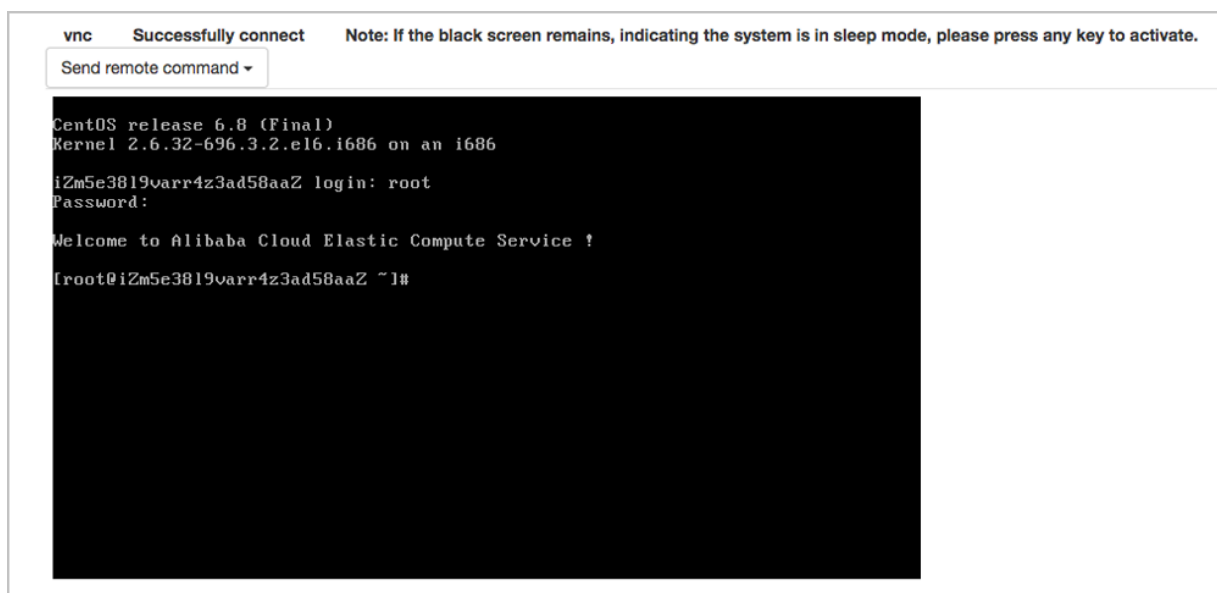 vnc Successfully connect Note: If the black screen remains, indicating the system is in sleep mode, please press any key to activate.
Send remote command
CentOS release 6.8 (Final)
Kernel 2.6.32-696.3.2.el6.i686 on an i686
iZm5e3819varr4z3ad58aaZ login: root
Password:
Welcome to Alibaba Cloud Elastic Compute Service !
[root@iZm5e3819varr4z3ad58aaZ ~]#